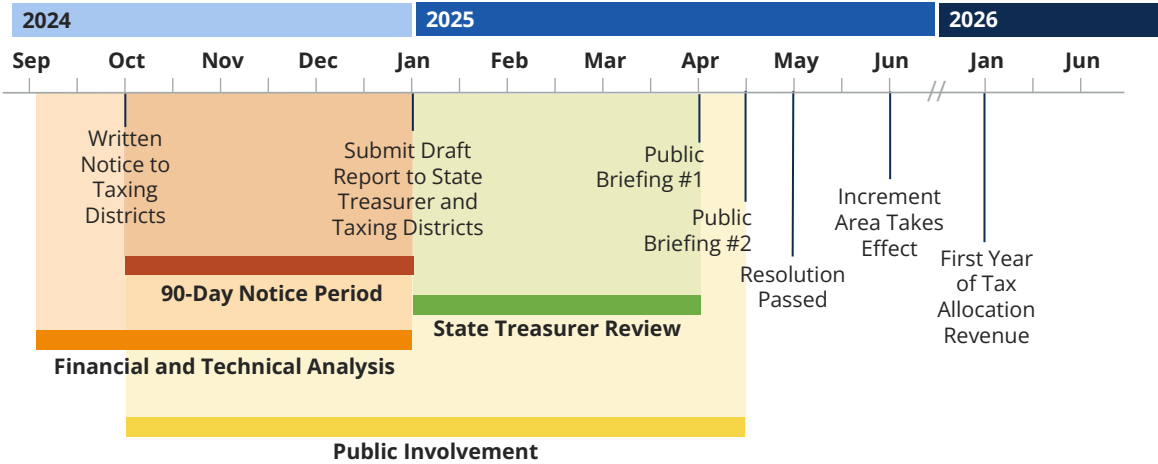 2024
2025
2026
Sep
Oct
Nov
Dec
Jan
Feb
Mar
Apr
May
Jun
Jan
Jun
Written
Notice to
Taxing
Districts
Submit Draft
Report to State
Treasurer and
Taxing Districts
Public
Briefing #1
Public
Briefing #2
Resolution
Passed
Increment
Area Takes
Effect
First Year
of Tax
Allocation
Revenue
90-Day Notice Period
State Treasurer Review
Financial and Technical Analysis
Public Involvement